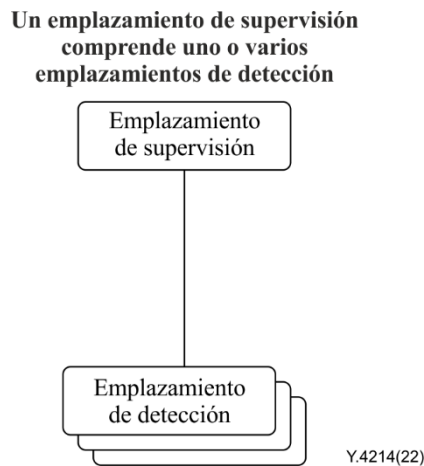 Un emplazamiento de supervisión
comprende uno o varios
emplazamientos de detección
Emplazamiento
de supervisión
Emplazamiento
de detección
Y.4214(22)